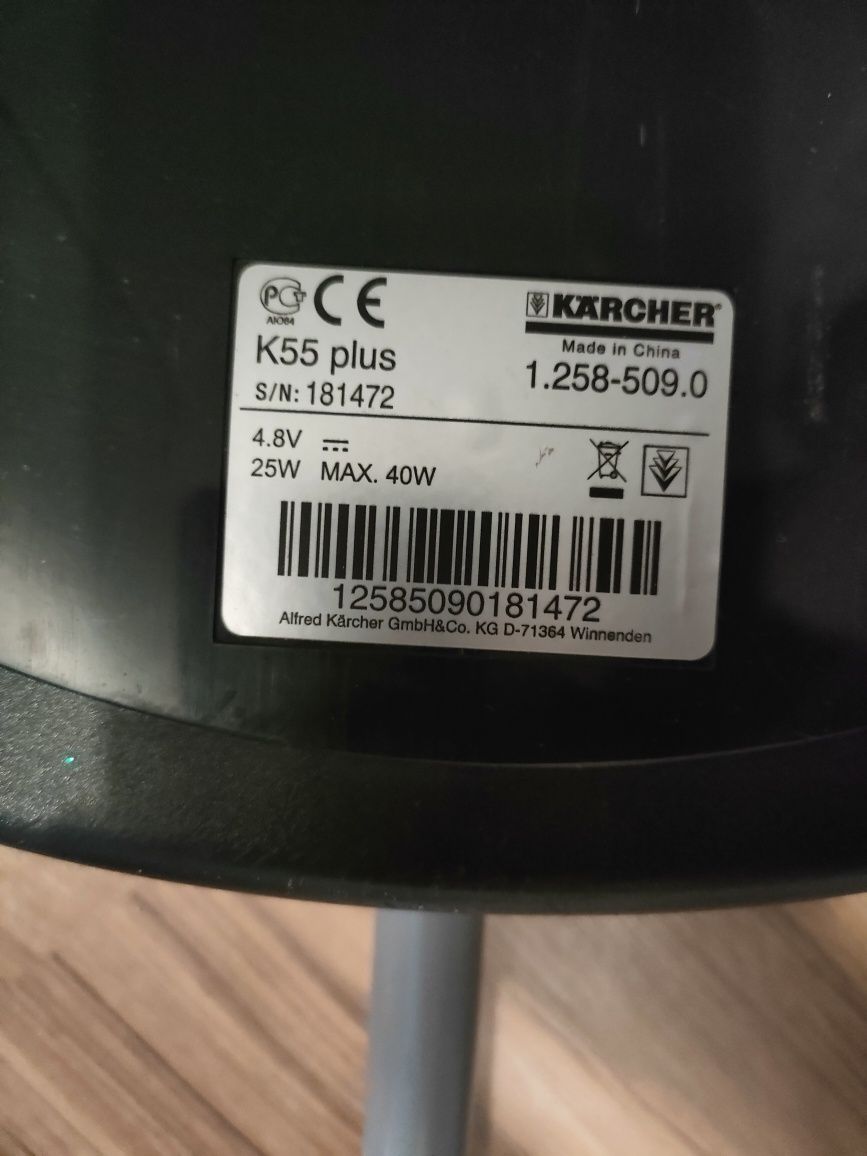 PCT CE
АЮ64
KÄRCHER®
Made in China
K55 plus
1.258-509.0
S/N: 181472
4.8V
25W MAX. 40W
12585090181472
Alfred Kärcher GmbH&Co. KG D-71364 Winnenden